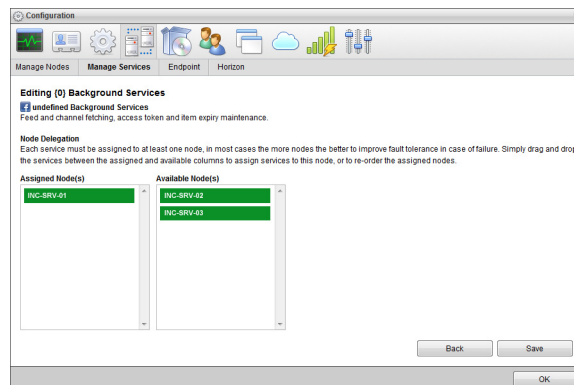 Configuration
Manage Nodes Manage Services Endpoint Horizon
Editing {0} Background Services
undefined Background Services
Feed and channel fetching, access token and item expiry maintenance.
Node Delegation
Each service must be assigned to at least one node, in most cases the more nodes the better to improve fault tolerance in case of failure. Simply drag and drop
the services between the assigned and available columns to assign services to this node, or to re-order the assigned nodes.
Assigned Node(s) Available Node(s)
INC-SRV-01 INC-SRV-02
INC-SRV-03
Back Save
OK